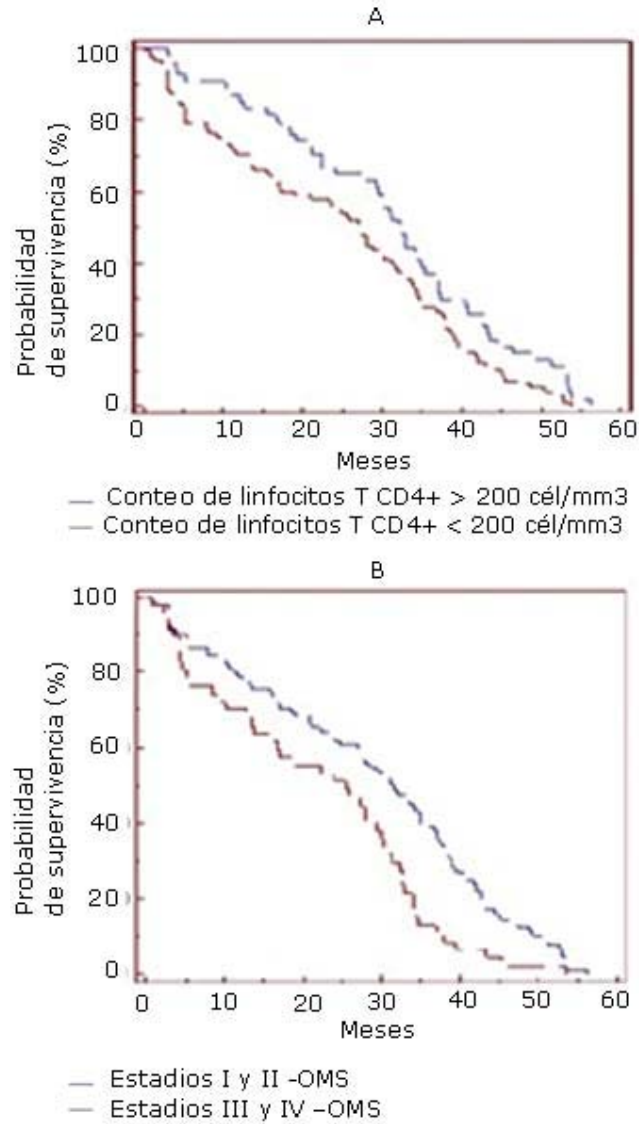 A
Probabilidad
de supervivencia (%)
100
80
60
40
20
0
0 10 20 30 40 50 60
Meses
Conteo de linfocitos T CD4+ > 200 cél/mm3
Conteo de linfocitos T CD4+ < 200 cél/mm3
B
Probabilidad
de supervivencia (%)
100
80
60
40
20
0
0 10 20 30 40 50 60
Meses
Estadios I y II -OMS
Estadios III y IV –OMS